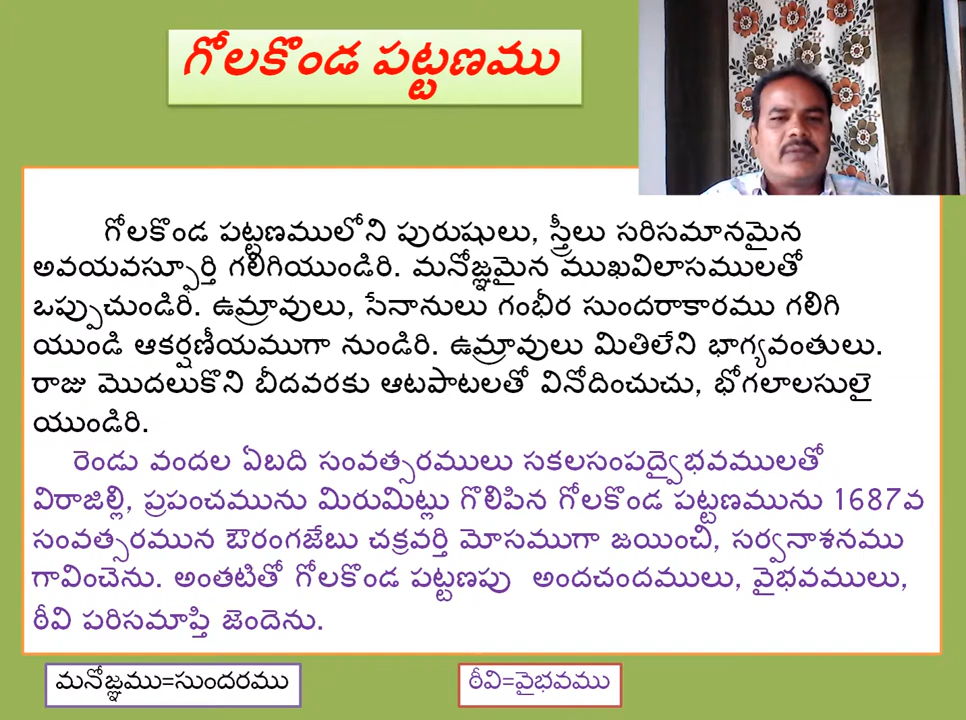 గోలకొండ పట్టణము
గోలకొండ పట్టణములోని పురుషులు, స్త్రీలు సరిసమానమైన
అవయవస్ఫూర్తి గలిగియుండిరి. మనోజ్ఞమైన ముఖవిలాసములతో
ఒప్పుచుండిరి. ఉమ్రావులు, సేనానులు గంభీర సుందరాకారము గలిగి
యుండి ఆకర్షణీయముగా నుండిరి. ఉమ్రావులు మితిలేని భాగ్యవంతులు.
రాజు మొదలుకొని బీదవరకు ఆటపాటలతో వినోదించుచు, భోగలాలసులై
యుండిరి.
రెండు వందల ఏబది సంవత్సరములు సకలసంపద్వైభవములతో
విరాజిల్లి, ప్రపంచమును మిరుమిట్లు గొలిపిన గోలకొండ పట్టణమును 1687వ
సంవత్సరమున ఔరంగజేబు చక్రవర్తి మోసముగా జయించి, సర్వనాశనము
గావించెను. అంతటితో గోలకొండ పట్టణపు అందచందములు, వైభవములు,
ఠీవి పరిసమాప్తి జెందెను.
మనోజ్ఞము=సుందరము
ఠీవి=వైభవము